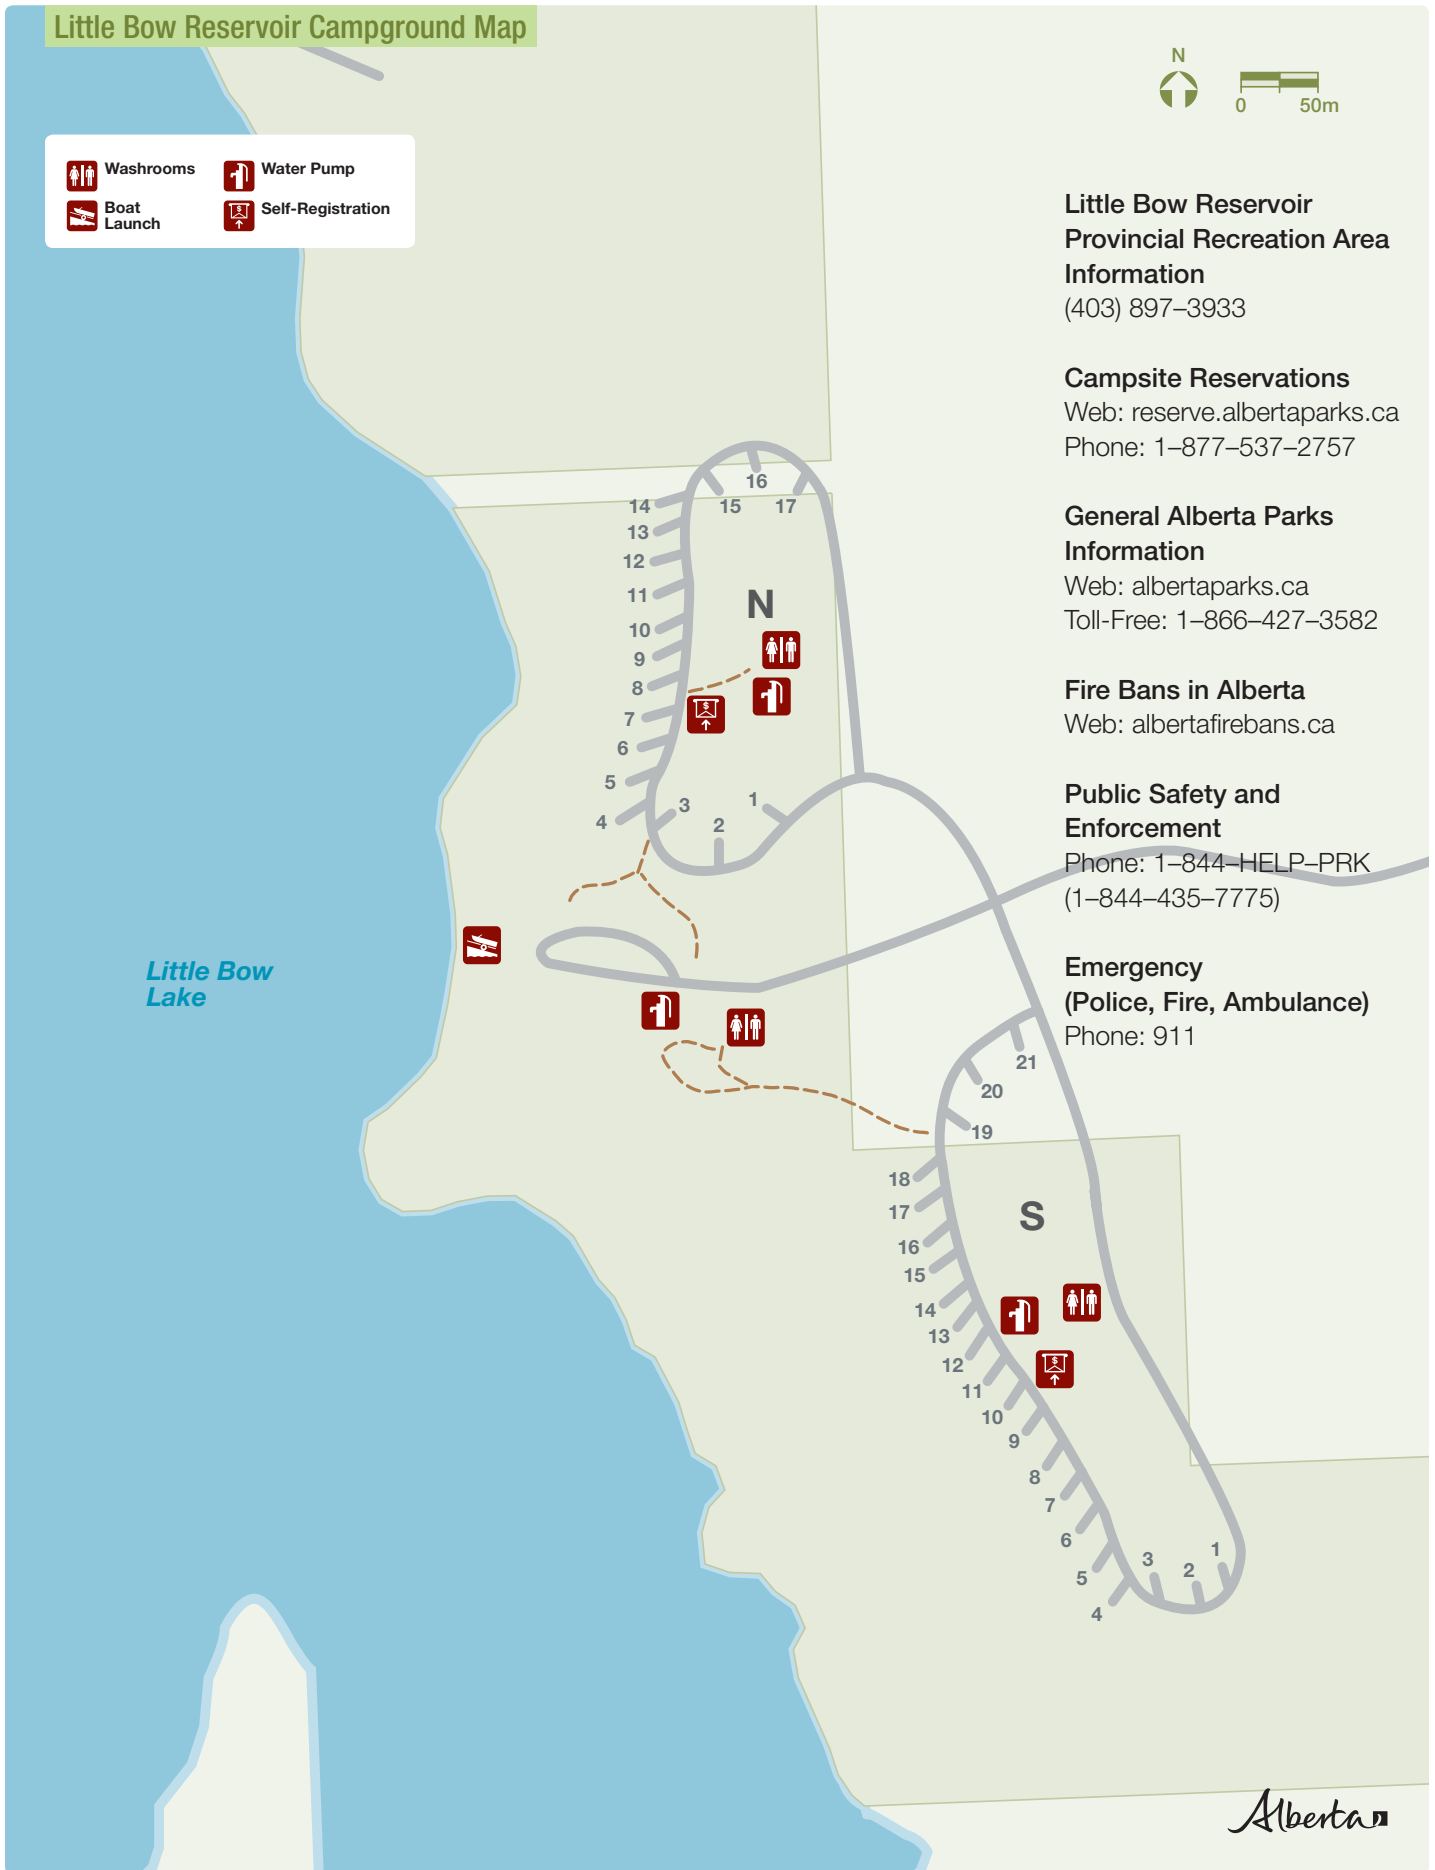 Little Bow Reservoir Campground Map
N
0 50m
Washrooms
Water Pump
Boat
Launch
Self-Registration
Little Bow Reservoir
Provincial Recreation Area
Information
(403) 897–3933
Campsite Reservations
Web: reserve.albertaparks.ca
Phone: 1–877–537–2757
General Alberta Parks
Information
Web: albertaparks.ca
Toll-Free: 1–866–427–3582
Fire Bans in Alberta
Web: albertafirebans.ca
Public Safety and
Enforcement
Phone: 1–844–HELP–PRK
(1–844–435–7775)
Emergency
(Police, Fire, Ambulance)
Phone: 911
16
14
15
17
13
12
11
N
10
9
8
$
7
6
5
3
1
4
2
Little Bow
Lake
21
20
19
18
17
S
16
15
14
13
12
$
11
10
9
8
7
6
1
3
2
5
4
Alberta